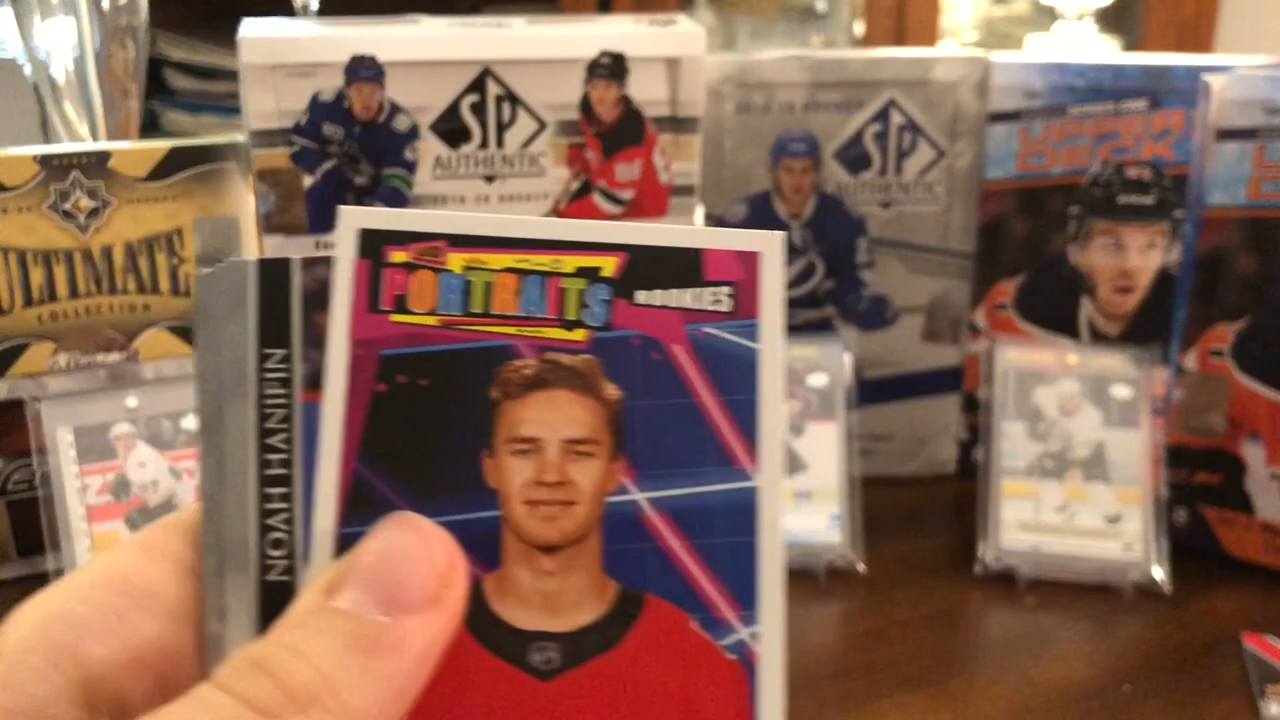 SP
AUTHENTIC
SP
AUTHENTIC
UPPER
DECK
ULTIMATE
COLLECTION
PORTRAITS
ROOKIES
NOAH HANIFIN